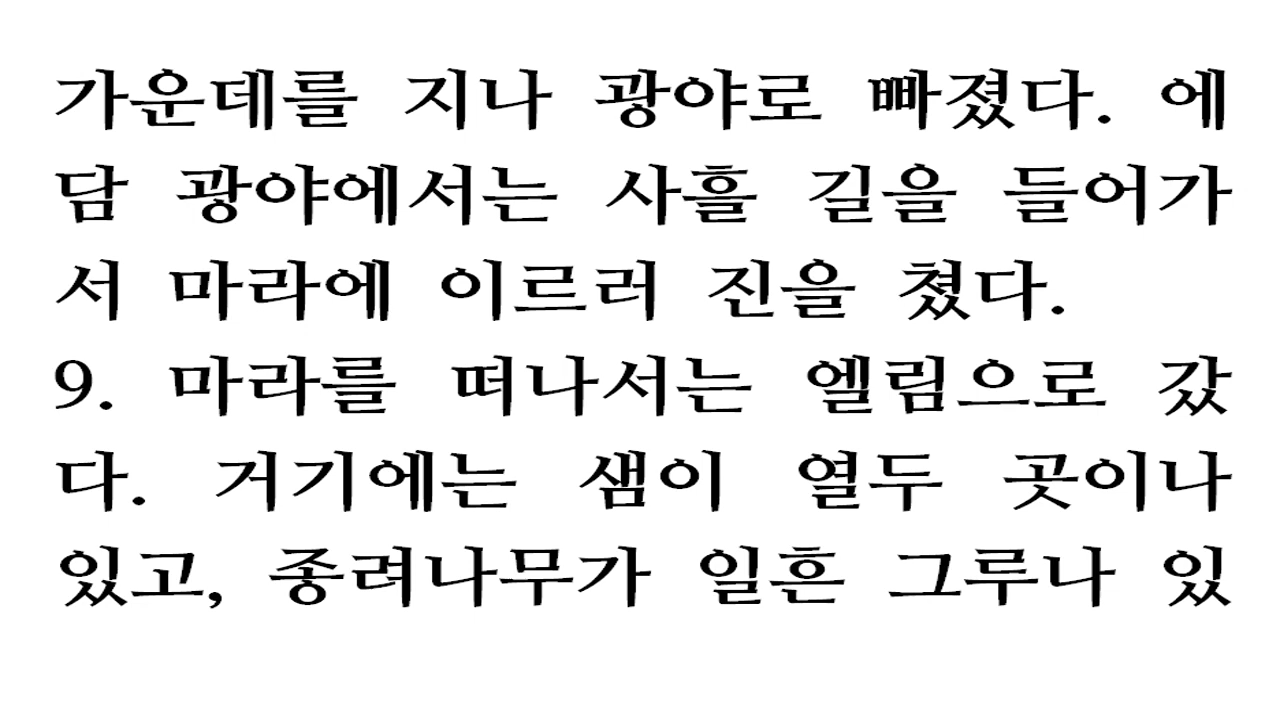 가운데를 지나 광야로 빠졌다. 에
담 광야에서는 사흘 길을 들어가
서 마라에 이르러 진을 쳤다.
9. 마라를 떠나서는 엘림으로 갔
다. 거기에는 샘이 열두 곳이나
있고, 종려나무가 일흔 그루나 있